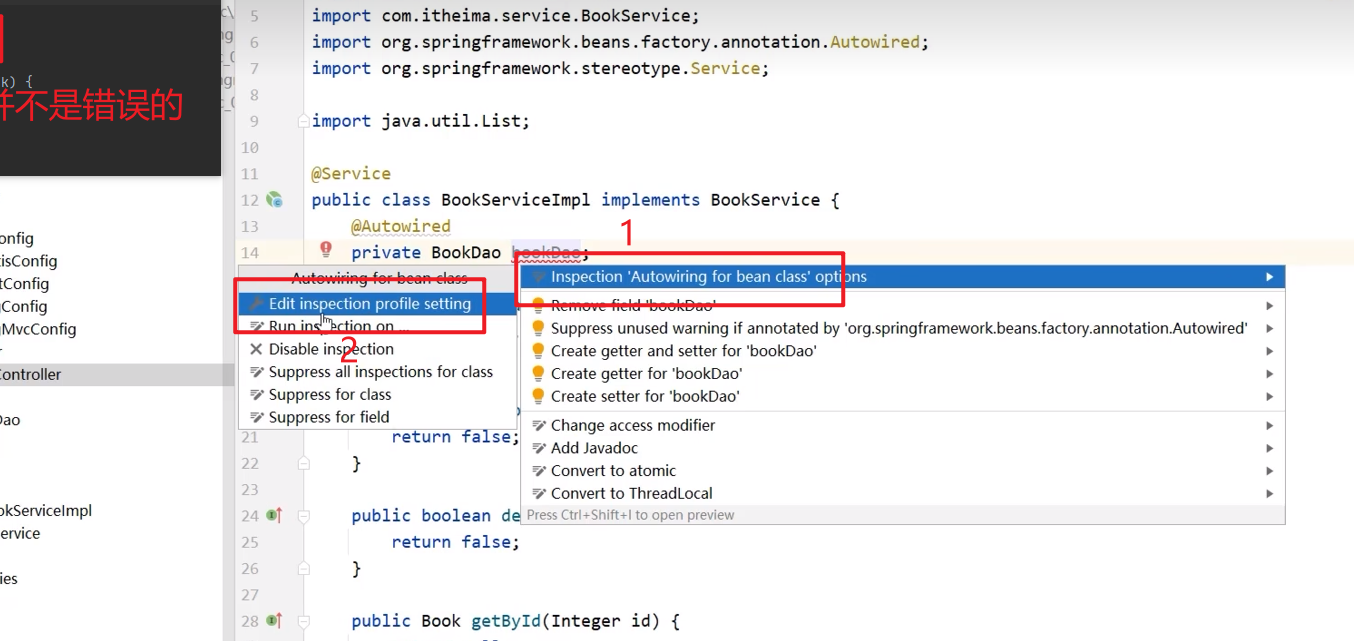 k) {
并不是错误的
onfig
tisConfig
tConfig
gConfig
gMvcConfig
r
Controller
Dao
okServiceImpl
ervice
ies
5 import com.itheima.service.BookService;
6 import org.springframework.beans.factory.annotation.Autowired;
7 import org.springframework.stereotype.Service;
8
9 import java.util.List;
10
11 @Service
12 public class BookServiceImpl implements BookService {
13 @Autowired
14 private BookDao bookDao;
1
Autowiring for bean class
Edit inspection profile setting
Run inspection on ...
2
Disable inspection
Suppress all inspections for class
Suppress for class
Suppress for field
Inspection 'Autowiring for bean class' options
Remove field 'bookDao'
Suppress unused warning if annotated by 'org.springframework.beans.factory.annotation.Autowired'
Create getter and setter for 'bookDao'
Create getter for 'bookDao'
Create setter for 'bookDao'
Change access modifier
Add Javadoc
Convert to atomic
Convert to ThreadLocal
Press Ctrl+Shift+I to open preview
21 return false;
22 }
23
24 public boolean de
25 return false;
26 }
27
28 public Book getById(Integer id) {